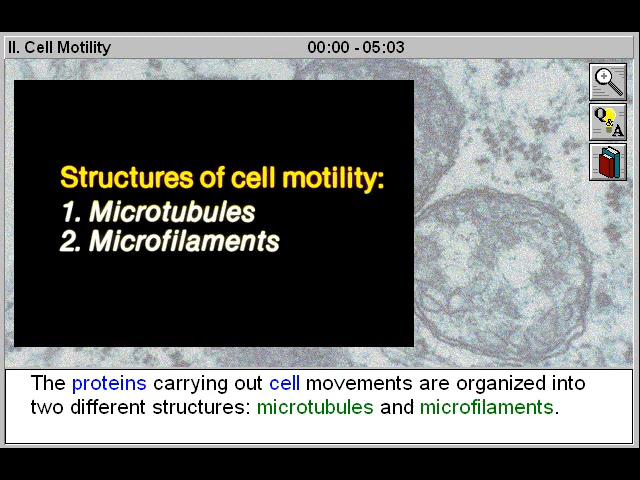 II. Cell Motility 00:00 - 05:03
Q&A
Structures of cell motility:
1. Microtubules
2. Microfilaments
The proteins carrying out cell movements are organized into
two different structures: microtubules and microfilaments.